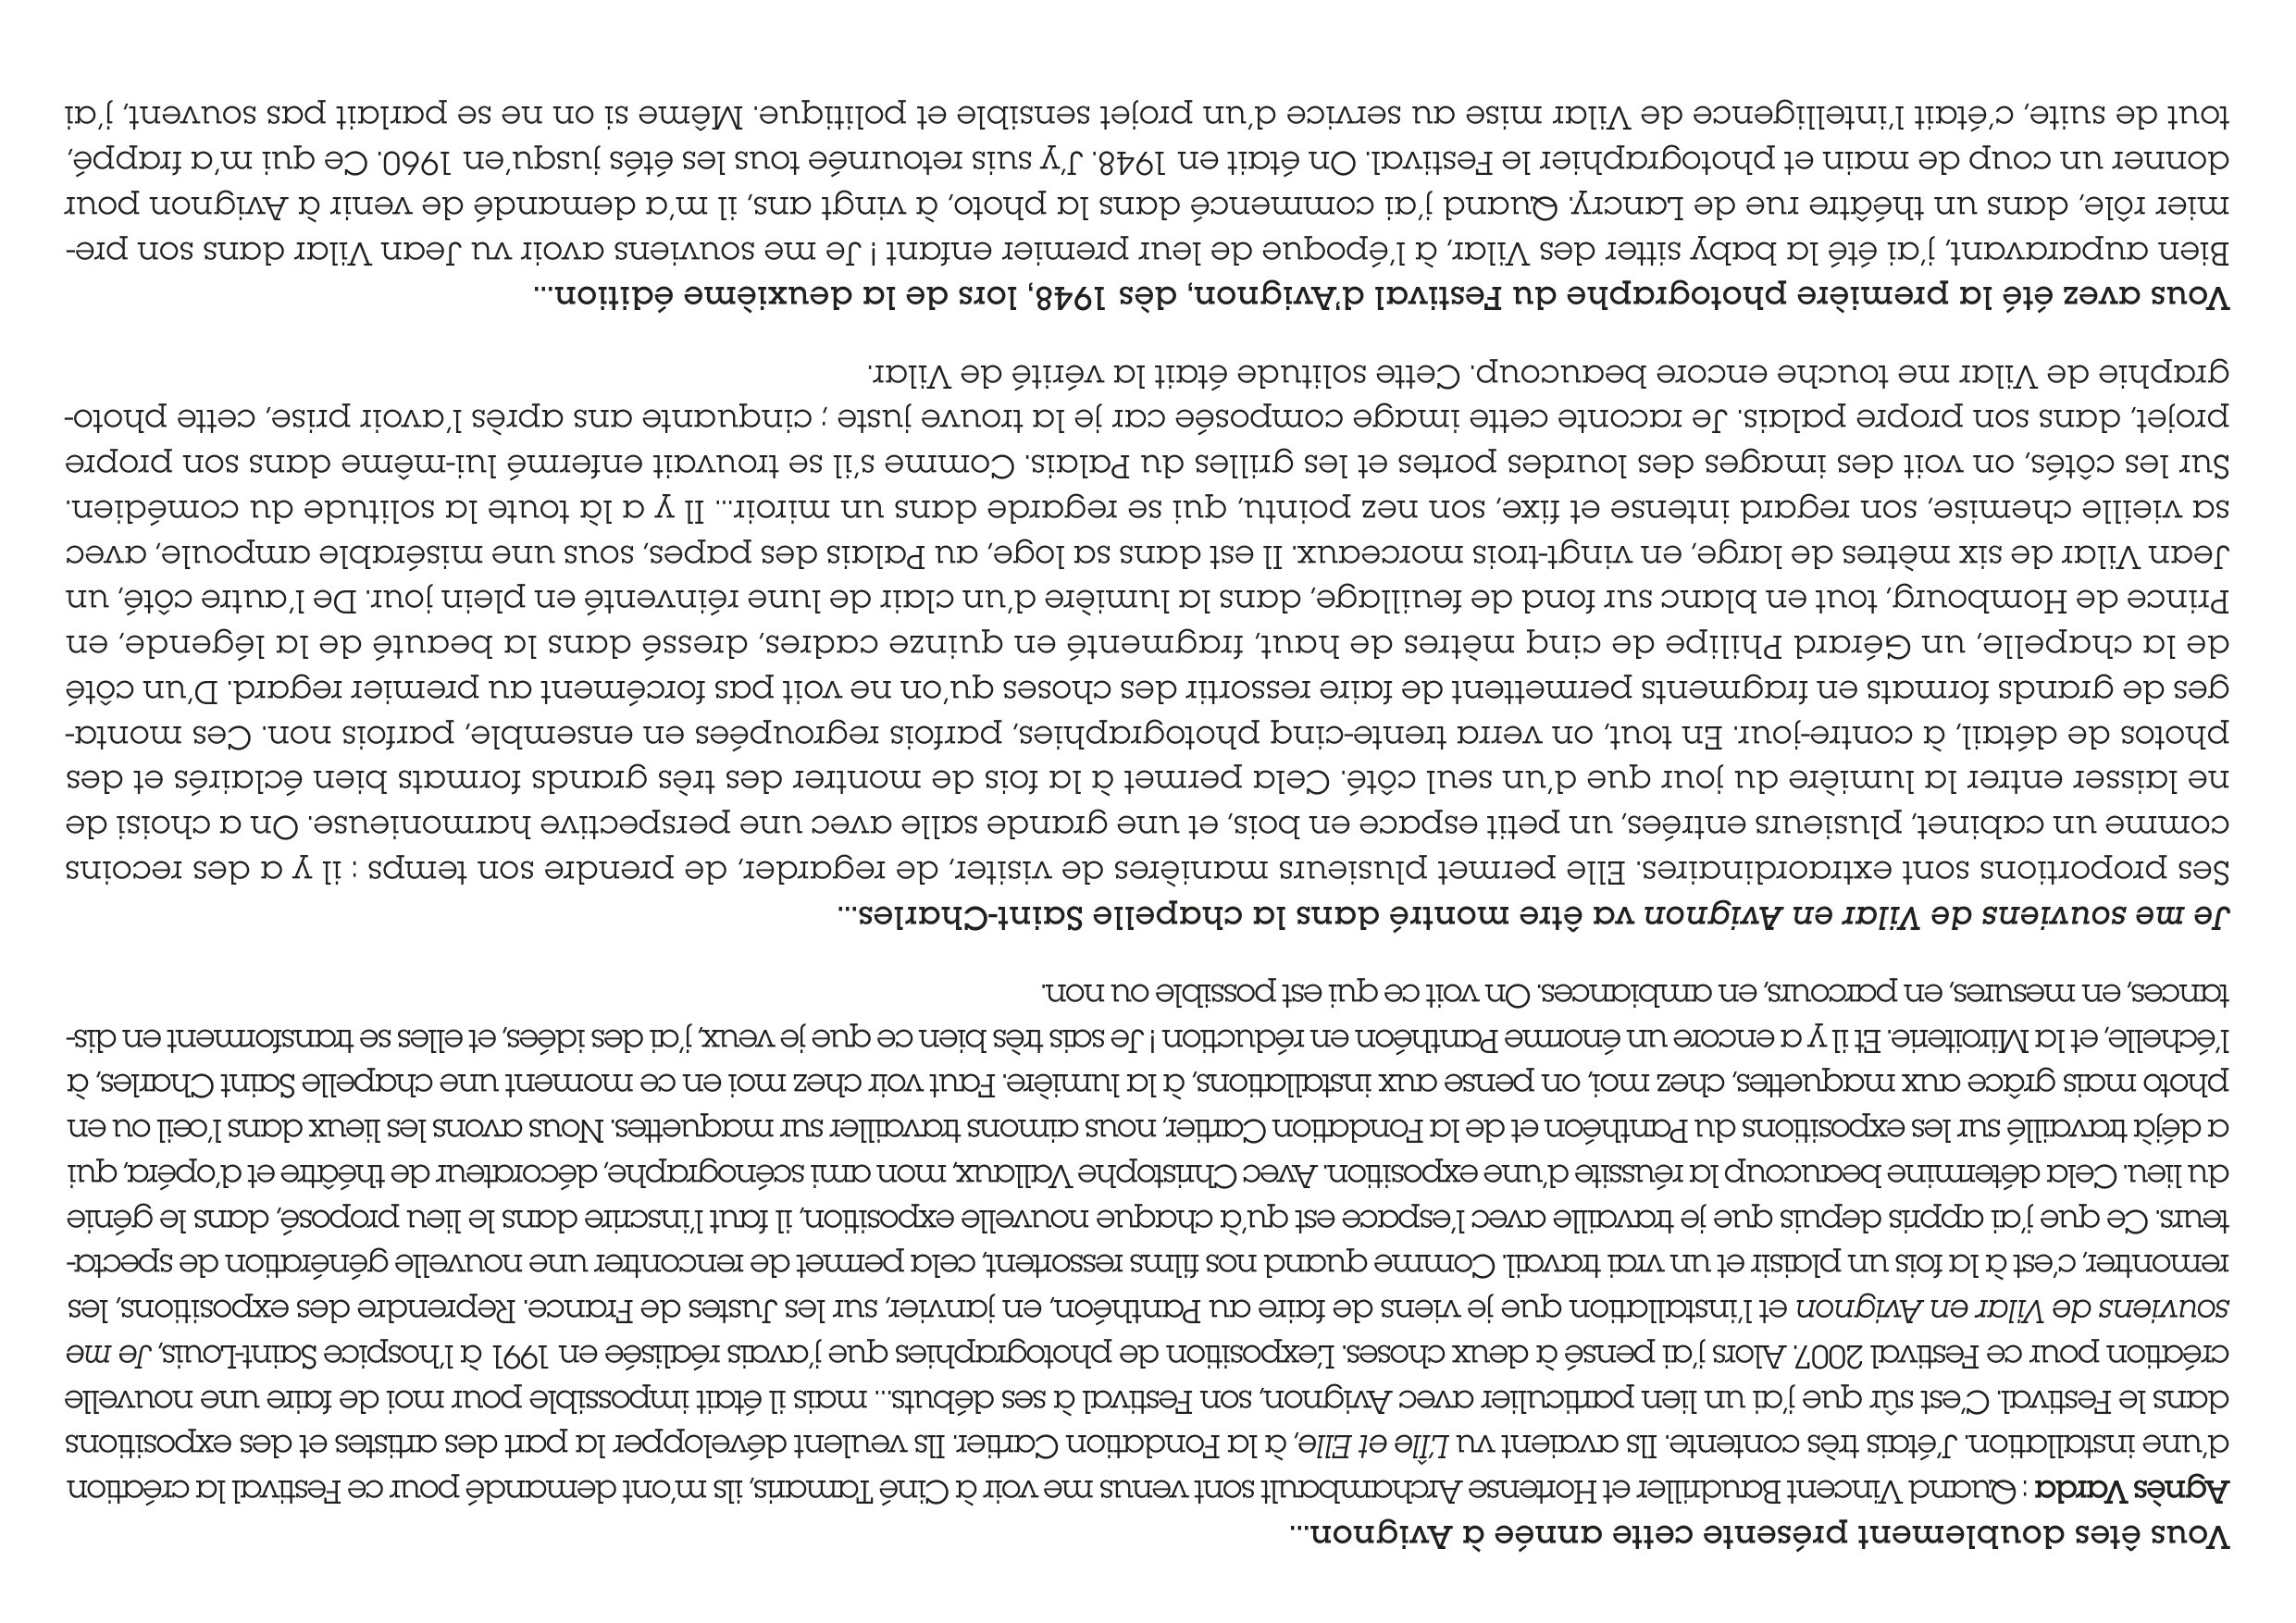 Vous êtes doublement présente cette année à Avignon...
Agnès Varda : Quand Vincent Baudriller et Hortense Archambault sont venus me voir à Ciné Tamaris, ils m'ont demandé pour ce Festival la création
d'une installation. J'étais très contente. Ils avaient vu L'Île et Elle, à la Fondation Cartier. Ils veulent développer la part des artistes et des expositions
dans le Festival. C'est sûr que j'ai un lien particulier avec Avignon, son Festival à ses débuts... mais il était impossible pour moi de faire une nouvelle
création pour ce Festival 2007. Alors j'ai pensé à deux choses. L'exposition de photographies que j'avais réalisée en 1991 à l'hospice Saint-Louis, Je me
souviens de Vilar en Avignon et l'installation que je viens de faire au Panthéon, en janvier, sur les Justes de France. Reprendre des expositions, les
remontrer, c'est à la fois un plaisir et un vrai travail. Comme quand nos films ressortent, cela permet de rencontrer une nouvelle génération de specta-
teurs. Ce que j'ai appris depuis que je travaille avec l'espace est qu'à chaque nouvelle exposition, il faut l'inscrire dans le lieu proposé, dans le génie
du lieu. Cela détermine beaucoup la réussite d'une exposition. Avec Christophe Vallaux, mon ami scénographe, décorateur de théâtre et d'opéra, qui
a déjà travaillé sur les expositions du Panthéon et de la Fondation Cartier, nous aimons travailler sur maquettes. Nous avons les lieux dans l'œil ou en
photo mais grâce aux maquettes, chez moi, on pense aux installations, à la lumière. Faut voir chez moi en ce moment une chapelle Saint Charles, à
l'échelle, et la Miroiterie. Et il y a encore un énorme Panthéon en réduction ! Je sais très bien ce que je veux, j'ai des idées, et elles se transforment en dis-
tances, en mesures, en parcours, en ambiances. On voit ce qui est possible ou non.
Je me souviens de Vilar en Avignon va être montré dans la chapelle Saint-Charles...
Ses proportions sont extraordinaires. Elle permet plusieurs manières de visiter, de regarder, de prendre son temps : il y a des recoins
comme un cabinet, plusieurs entrées, un petit espace en bois, et une grande salle avec une perspective harmonieuse. On a choisi de
ne laisser entrer la lumière du jour que d'un seul côté. Cela permet à la fois de montrer des très grands formats bien éclairés et des
photos de détail, à contre-jour. En tout, on verra trente-cinq photographies, parfois regroupées en ensemble, parfois non. Ces monta-
ges de grands formats en fragments permettent de faire ressortir des choses qu'on ne voit pas forcément au premier regard. D'un côté
de la chapelle, un Gérard Philipe de cinq mètres de haut, fragmenté en quinze cadres, dressé dans la beauté de la légende, en
Prince de Hombourg, tout en blanc sur fond de feuillage, dans la lumière d'un clair de lune réinventé en plein jour. De l'autre côté, un
Jean Vilar de six mètres de large, en vingt-trois morceaux. Il est dans sa loge, au Palais des papes, sous une misérable ampoule, avec
sa vieille chemise, son regard intense et fixe, son nez pointu, qui se regarde dans un miroir... Il y a là toute la solitude du comédien.
Sur les côtés, on voit des images des lourdes portes et les grilles du Palais. Comme s'il se trouvait enfermé lui-même dans son propre
projet, dans son propre palais. Je raconte cette image composée car je la trouve juste ; cinquante ans après l'avoir prise, cette photo-
graphie de Vilar me touche encore beaucoup. Cette solitude était la vérité de Vilar.
Vous avez été la première photographe du Festival d'Avignon, dès 1948, lors de la deuxième édition...
Bien auparavant, j'ai été la baby sitter des Vilar, à l'époque de leur premier enfant ! Je me souviens avoir vu Jean Vilar dans son pre-
mier rôle, dans un théâtre rue de Lancry. Quand j'ai commencé dans la photo, à vingt ans, il m'a demandé de venir à Avignon pour
donner un coup de main et photographier le Festival. On était en 1948. J'y suis retournée tous les étés jusqu'en 1960. Ce qui m'a frappé,
tout de suite, c'était l'intelligence de Vilar mise au service d'un projet sensible et politique. Même si on ne se parlait pas souvent, j'ai